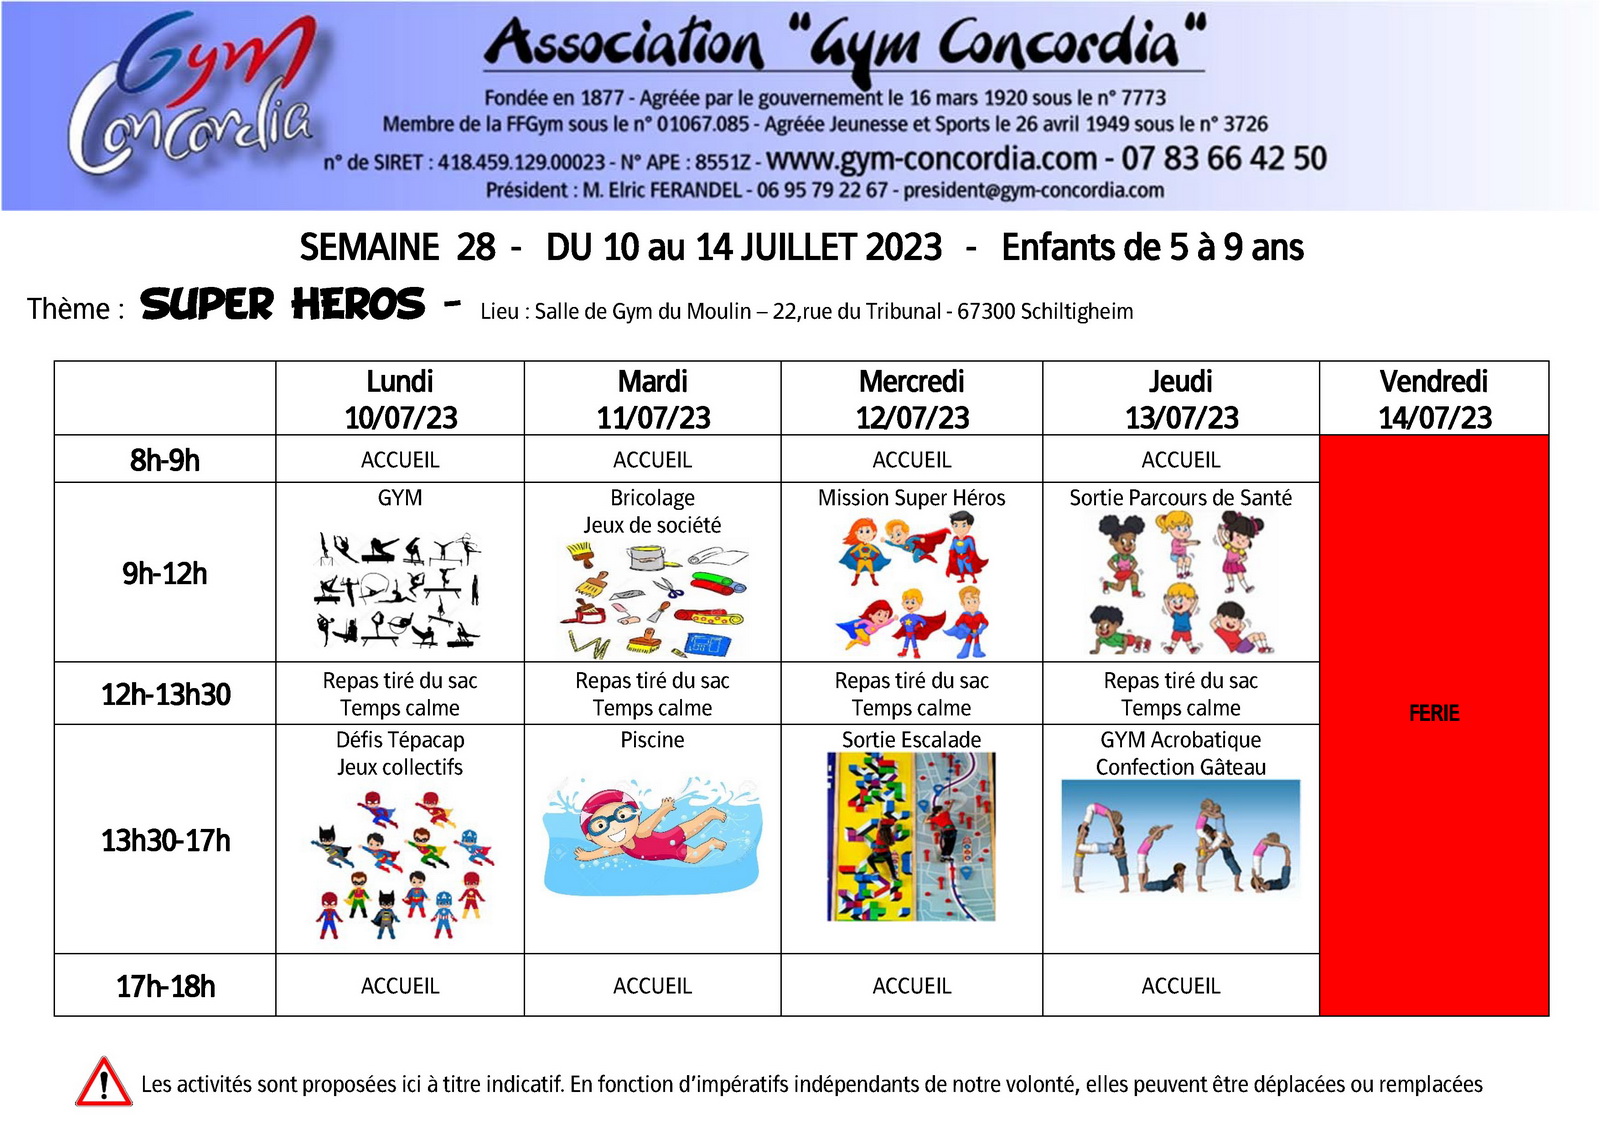 Gym
Concordia
Association "Gym Concordia"
Fondée en 1877 - Agréée par le gouvernement le 16 mars 1920 sous le n° 7773
Membre de la FFGym sous le n° 01067.085 - Agréée Jeunesse et Sports le 26 avril 1949 sous le n° 3726
n° de SIRET : 418.459.129.00023 - N° APE : 8551Z - www.gym-concordia.com - 07 83 66 42 50
Président : M. Elric FERANDEL - 06 95 79 22 67 - president@gym-concordia.com
SEMAINE 28 - DU 10 au 14 JUILLET 2023 - Enfants de 5 à 9 ans
Thème : SUPER HEROS - Lieu : Salle de Gym du Moulin – 22,rue du Tribunal - 67300 Schiltigheim
Lundi Mardi Mercredi Jeudi Vendredi
10/07/23 11/07/23 12/07/23 13/07/23 14/07/23
8h-9h ACCUEIL ACCUEIL ACCUEIL ACCUEIL
9h-12h
GYM
Bricolage
Jeux de société
Mission Super Héros
Sortie Parcours de Santé
12h-13h30
Repas tiré du sac
Temps calme
Repas tiré du sac
Temps calme
Repas tiré du sac
Temps calme
Repas tiré du sac
Temps calme
FERIE
13h30-17h
Défis Tépacap
Jeux collectifs
Piscine
Sortie Escalade
GYM Acrobatique
Confection Gâteau
ACRO
17h-18h ACCUEIL ACCUEIL ACCUEIL ACCUEIL
Les activités sont proposées ici à titre indicatif. En fonction d'impératifs indépendants de notre volonté, elles peuvent être déplacées ou remplacées